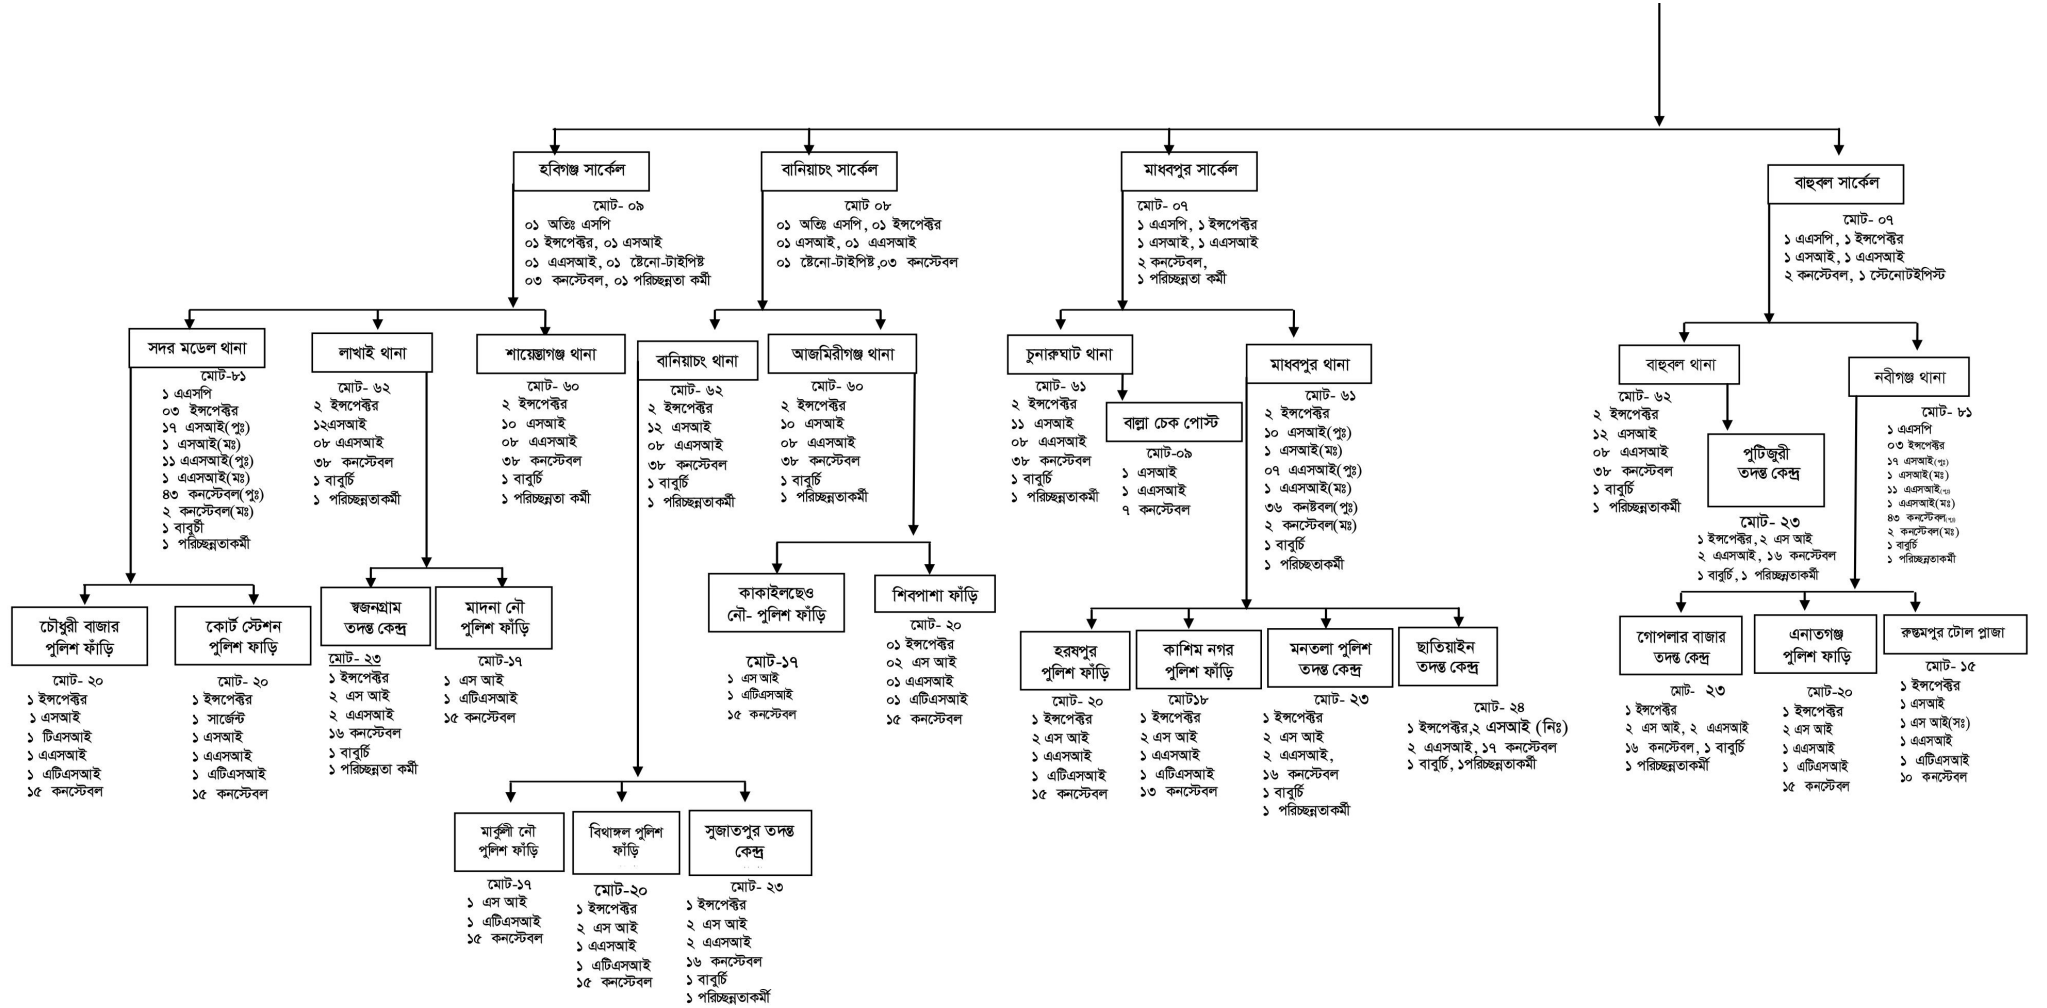 হবিগঞ্জ সার্কেল
মোট- ০৯
০১ অতিঃ এসপি
০১ ইন্সপেক্টর, ০১ এসআই
০১ এএসআই, ০১ ষ্টেনো-টাইপিষ্ট
০৩ কনস্টেবল, ০১ পরিচ্ছন্নতা কর্মী
বানিয়াচং সার্কেল
মোট ০৮
০১ অতিঃ এসপি, ০১ ইন্সপেক্টর
০১ এসআই, ০১ এএসআই
০১ ষ্টেনো-টাইপিষ্ট,০৩ কনস্টেবল
মাধবপুর সার্কেল
মোট- ০৭
১ এএসপি, ১ ইন্সপেক্টর
১ এসআই, ১ এএসআই
২ কনস্টেবল,
১ পরিচ্ছন্নতা কর্মী
বাহুবল সার্কেল
মোট- ০৭
১ এএসপি, ১ ইন্সপেক্টর
১ এসআই, ১ এএসআই
২ কনস্টেবল, ১ স্টেনোটইপিস্ট
সদর মডেল থানা
মোট-৮১
১ এএসপি
০৩ ইন্সপেক্টর
১৭ এসআই(পুঃ)
১ এসআই(মঃ)
১১ এএসআই(পুঃ)
১ এএসআই(মঃ)
৪৩ কনস্টেবল(পুঃ)
২ কনস্টেবল(মঃ)
১ বাবুর্চী
১ পরিচ্ছন্নতাকর্মী
লাখাই থানা
মোট- ৬২
২ ইন্সপেক্টর
১২এসআই
০৮ এএসআই
৩৮ কনস্টেবল
১ বাবুর্চি
১ পরিচ্ছন্নতাকর্মী
শায়েস্তাগঞ্জ থানা
মোট- ৬০
২ ইন্সপেক্টর
১০ এসআই
০৮ এএসআই
৩৮ কনস্টেবল
১ বাবুর্চি
১ পরিচ্ছন্নতা কর্মী
বানিয়াচং থানা
মোট- ৬২
২ ইন্সপেক্টর
১২ এসআই
০৮ এএসআই
৩৮ কনস্টেবল
১ বাবুর্চি
১ পরিচ্ছন্নতাকর্মী
আজমিরীগঞ্জ থানা
মোট- ৬০
২ ইন্সপেক্টর
১০ এসআই
০৮ এএসআই
৩৮ কনস্টেবল
১ বাবুর্চি
১ পরিচ্ছন্নতাকর্মী
চুনারুঘাট থানা
মোট- ৬১
২ ইন্সপেক্টর
১১ এসআই
০৮ এএসআই
৩৮ কনস্টেবল
১ বাবুর্চি
১ পরিচ্ছন্নতাকর্মী
বাল্লা চেক পোস্ট
মোট-০৯
১ এসআই
১ এএসআই
৭ কনস্টেবল
মাধবপুর থানা
মোট- ৬১
২ ইন্সপেক্টর
১০ এসআই(পুঃ)
১ এসআই(মঃ)
০৭ এএসআই(পুঃ)
১ এএসআই(মঃ)
৩৬ কনষ্টবল(পুঃ)
২ কনস্টেবল(মঃ)
১ বাবুর্চি
১ পরিচ্ছতাকর্মী
বাহুবল থানা
মোট- ৬২
২ ইন্সপেক্টর
১২ এসআই
০৮ এএসআই
৩৮ কনস্টেবল
১ বাবুর্চি
১ পরিচ্ছন্নতাকর্মী
পুটিজুরী
তদন্ত কেন্দ্র
মোট- ২৩
১ ইন্সপেক্টর,২ এস আই
২ এএসআই, ১৬ কনস্টেবল
১ বাবুর্চি, ১ পরিচ্ছন্নতাকর্মী
নবীগঞ্জ থানা
মোট- ৮১
১ এএসপি
০৩ ইন্সপেক্টর
১৭ এসআই(পুঃ)
১ এসআই(মঃ)
১১ এএসআই(পুঃ)
১ এএসআই(মঃ)
৪৩ কনস্টেবল(পুঃ)
২ কনস্টেবল(মঃ)
১ বাবুর্চি
১ পরিচ্ছন্নতাকর্মী
চৌধুরী বাজার
পুলিশ ফাঁড়ি
মোট- ২০
১ ইন্সপেক্টর
১ এসআই
১ টিএসআই
১ এএসআই
১ এটিএসআই
১৫ কনস্টেবল
কোর্ট স্টেশন
পুলিশ ফাড়ি
মোট- ২০
১ ইন্সপেক্টর
১ সার্জেন্ট
১ এসআই
১ এএসআই
১ এটিএসআই
১৫ কনস্টেবল
স্বজনগ্রাম
তদন্ত কেন্দ্র
মোট- ২৩
১ ইন্সপেক্টর
২ এস আই
২ এএসআই
১৬ কনস্টেবল
১ বাবুর্চি
১ পরিচ্ছন্নতা কর্মী
মাদনা নৌ
পুলিশ ফাঁড়ি
মোট-১৭
১ এস আই
১ এটিএসআই
১৫ কনস্টেবল
কাকাইলছেও
নৌ- পুলিশ ফাঁড়ি
মোট-১৭
১ এস আই
১ এটিএসআই
১৫ কনস্টেবল
শিবপাশা ফাঁড়ি
মোট- ২০
০১ ইন্সপেক্টর
০২ এস আই
০১ এএসআই
০১ এটিএসআই
১৫ কনস্টেবল
হরষপুর
পুলিশ ফাঁড়ি
মোট- ২০
১ ইন্সপেক্টর
২ এস আই
১ এএসআই
১ এটিএসআই
১৫ কনস্টেবল
কাশিম নগর
পুলিশ ফাঁড়ি
মোট১৮
১ ইন্সপেক্টর
২ এস আই
১ এএসআই
১ এটিএসআই
১৩ কনস্টেবল
মনতলা পুলিশ
তদন্ত কেন্দ্র
মোট- ২৩
১ ইন্সপেক্টর
২ এস আই
২ এএসআই,
১৬ কনস্টেবল
১ বাবুর্চি
১ পরিচ্ছন্নতাকর্মী
ছাতিয়াইন
তদন্ত কেন্দ্র
মোট- ২৪
১ ইন্সপেক্টর,২ এসআই (নিঃ)
২ এএসআই, ১৭ কনস্টেবল
১ বাবুর্চি, ১পরিচ্ছন্নতাকর্মী
গোপলার বাজার
তদন্ত কেন্দ্র
মোট- ২৩
১ ইন্সপেক্টর
২ এস আই, ২ এএসআই
১৬ কনস্টেবল, ১ বাবুর্চি
১ পরিচ্ছন্নতাকর্মী
এনাতগঞ্জ
পুলিশ ফাড়ি
মোট-২০
১ ইন্সপেক্টর
২ এস আই
১ এএসআই
১ এটিএসআই
১৫ কনস্টেবল
রুস্তমপুর টোল প্লাজা
মোট- ১৫
১ ইন্সপেক্টর
১ এসআই
১ এস আই(সঃ)
১ এএসআই
১ এটিএসআই
১০ কনস্টেবল
মার্কুলী নৌ
পুলিশ ফাঁড়ি
মোট-১৭
১ এস আই
১ এটিএসআই
১৫ কনস্টেবল
বিথাঙ্গল পুলিশ
ফাঁড়ি
মোট-২০
১ ইন্সপেক্টর
২ এস আই
১ এএসআই
১ এটিএসআই
১৫ কনস্টেবল
সুজাতপুর তদন্ত
কেন্দ্র
মোট- ২৩
১ ইন্সপেক্টর
২ এস আই
২ এএসআই
১৬ কনস্টেবল
১ বাবুর্চি
১ পরিচ্ছন্নতাকর্মী